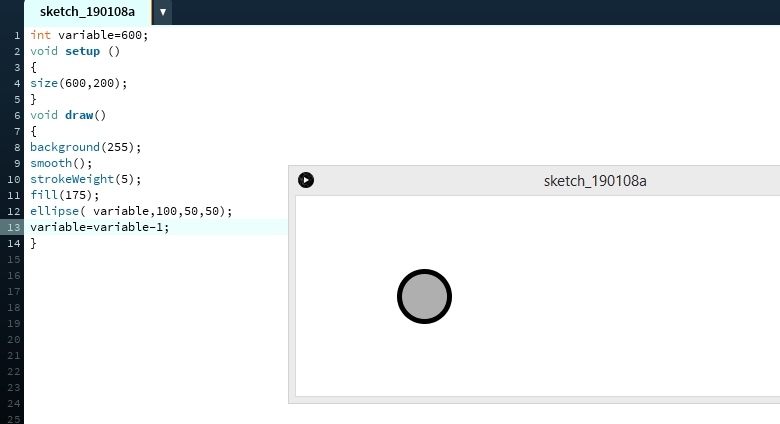 sketch_190108a ▼
1 int variable=600;
2 void setup ()
3 {
4 size(600,200);
5 }
6 void draw()
7 {
8 background(255);
9 smooth();
10 strokeWeight(5);
11 fill(175);
12 ellipse( variable,100,50,50);
13 variable=variable-1;
14 }
15
16
17
18
19
20
21
22
23
24
25
sketch_190108a